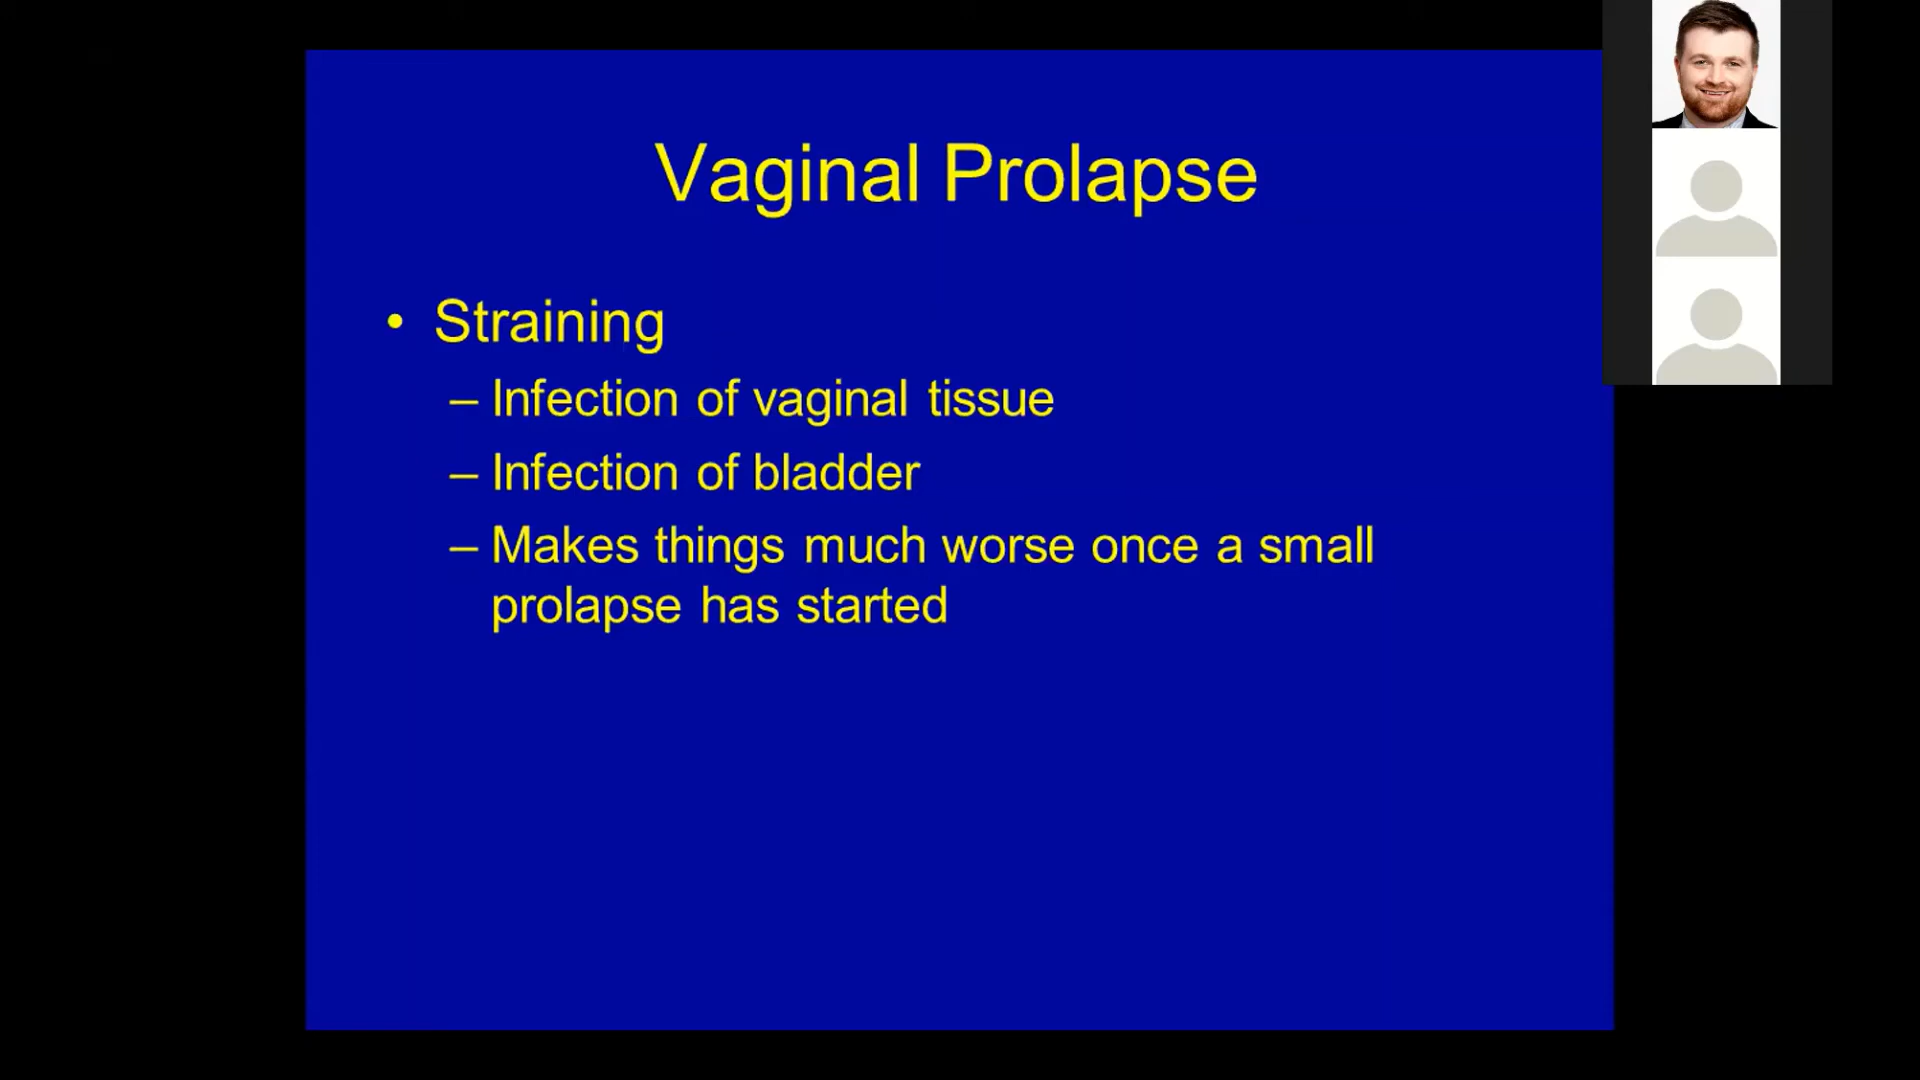 Vaginal Prolapse
• Straining
– Infection of vaginal tissue
– Infection of bladder
– Makes things much worse once a small
prolapse has started